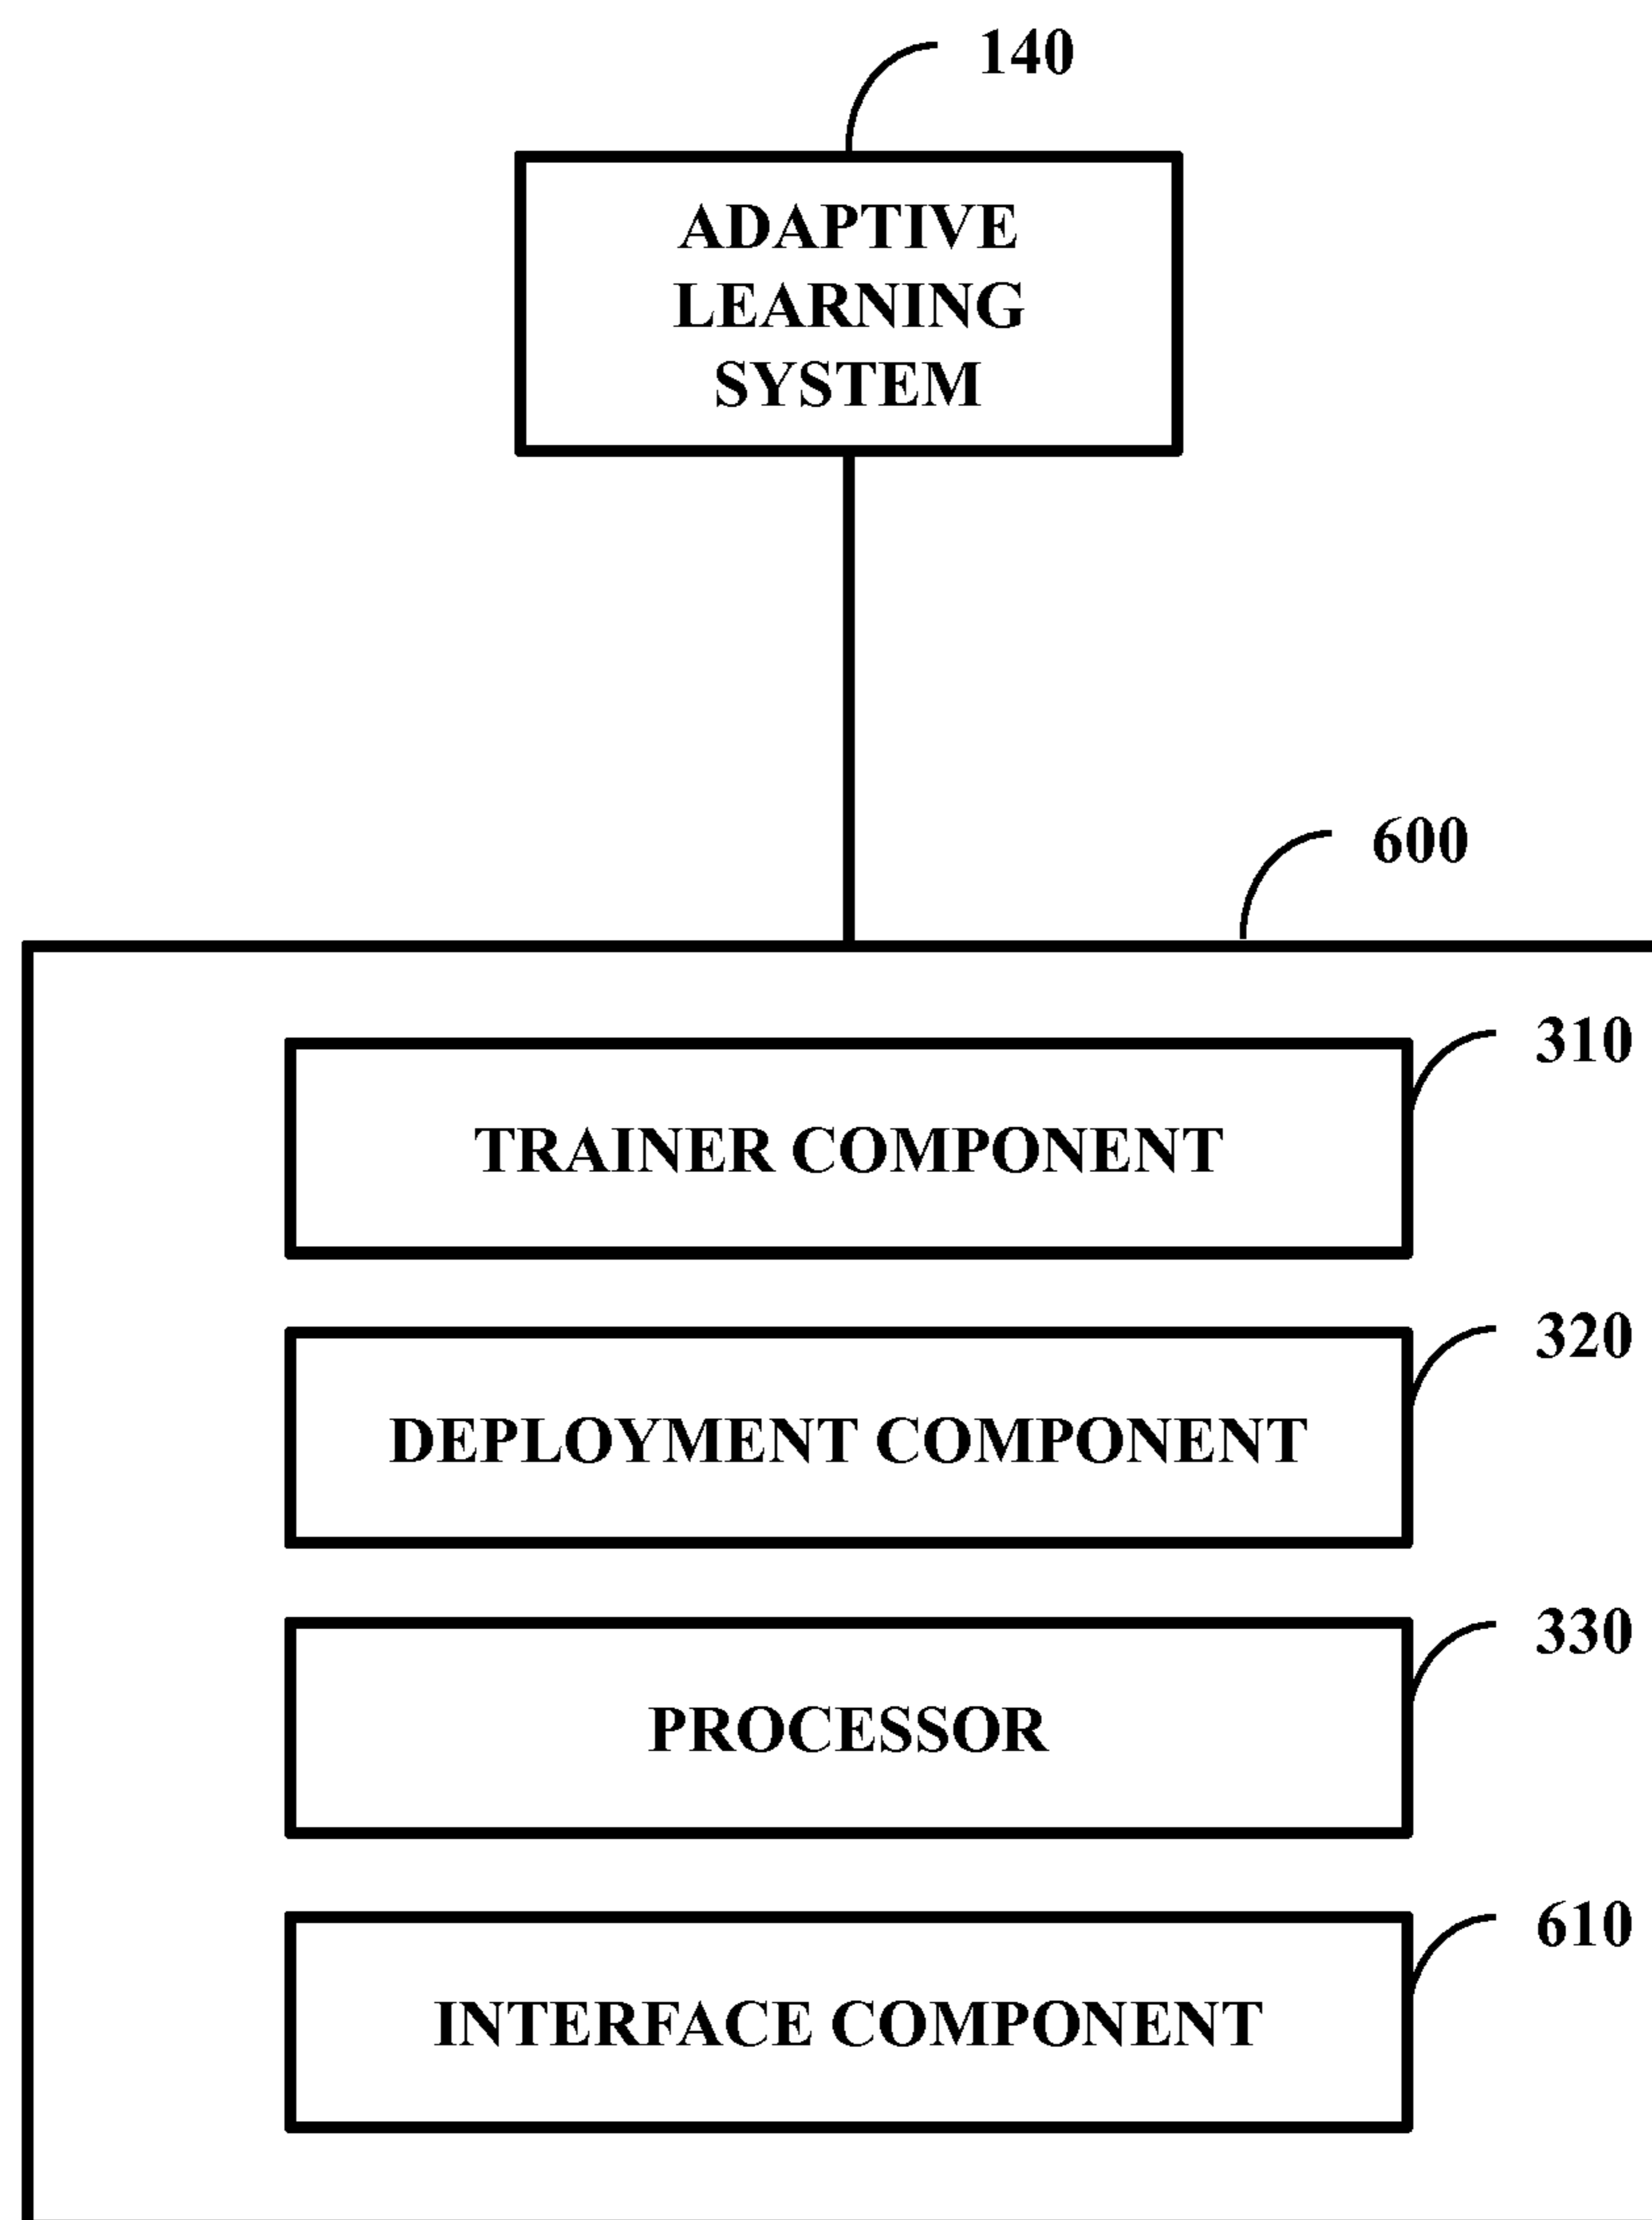 140
ADAPTIVE
LEARNING
SYSTEM
600
310
TRAINER COMPONENT
320
DEPLOYMENT COMPONENT
330
PROCESSOR
610
INTERFACE COMPONENT